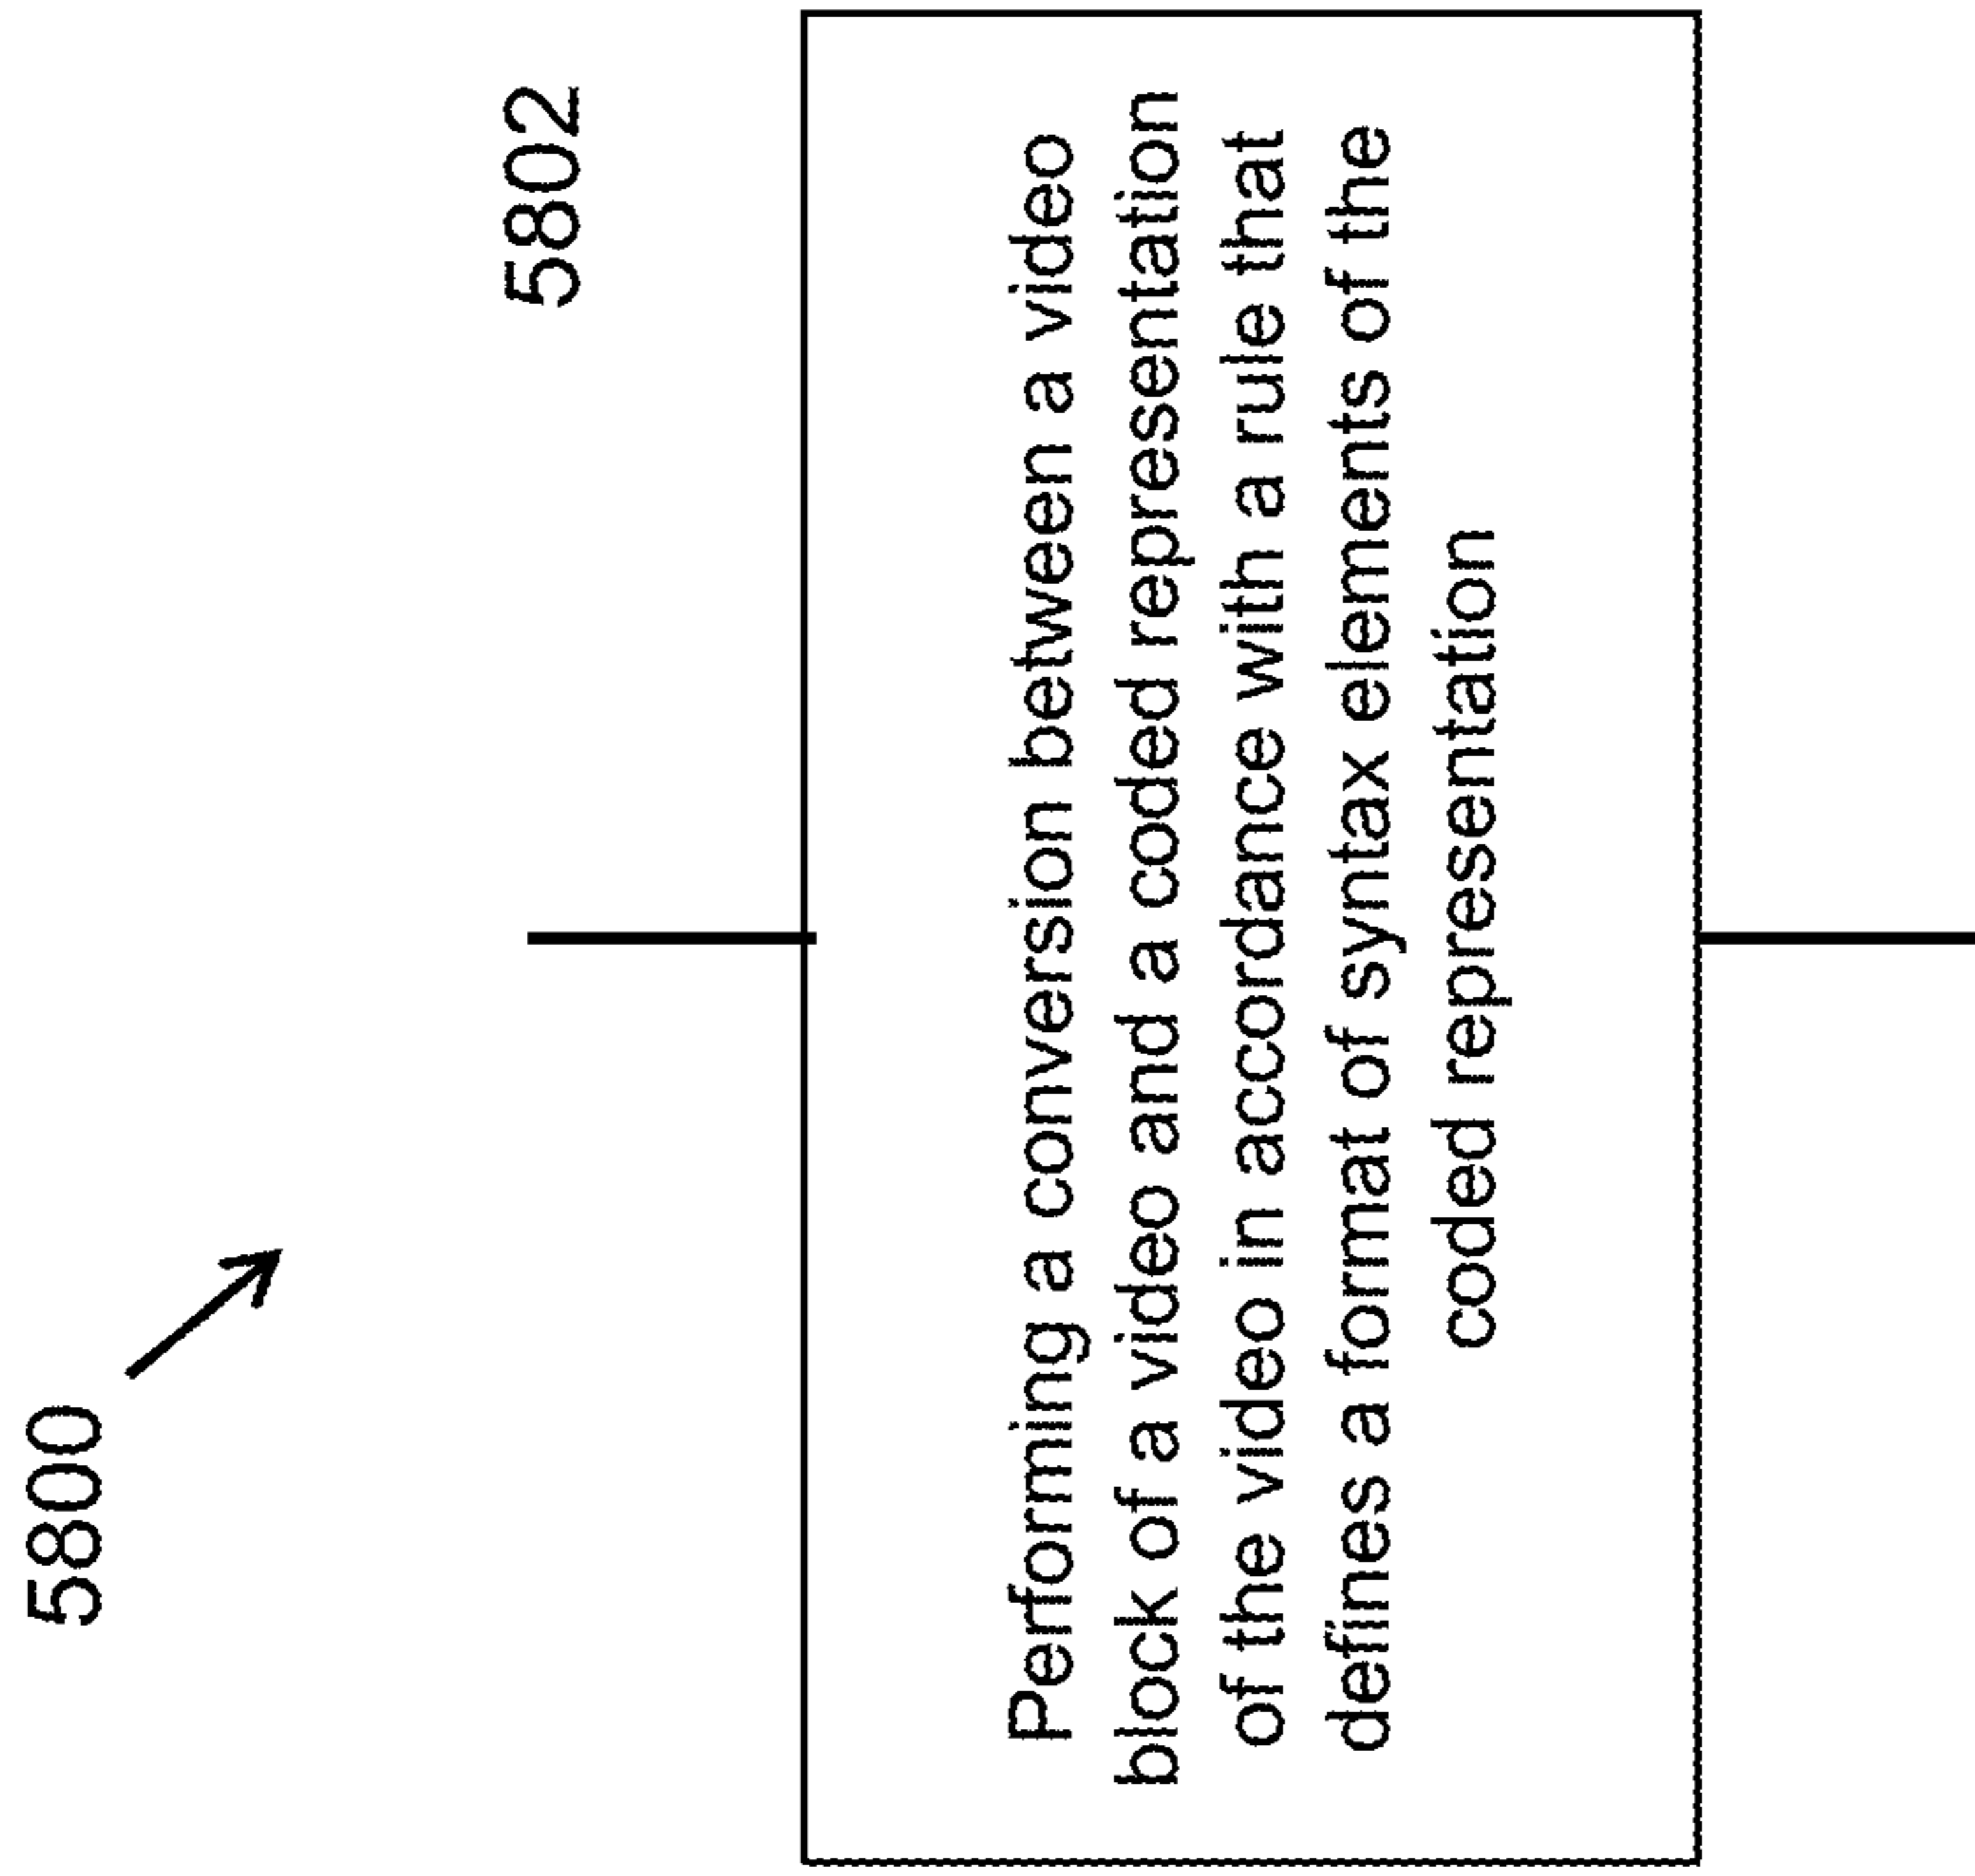 5800
5802
Performing a conversion between a video
block of a video and a coded representation
of the video in accordance with a rule that
defines a format of syntax elements of the
coded representation